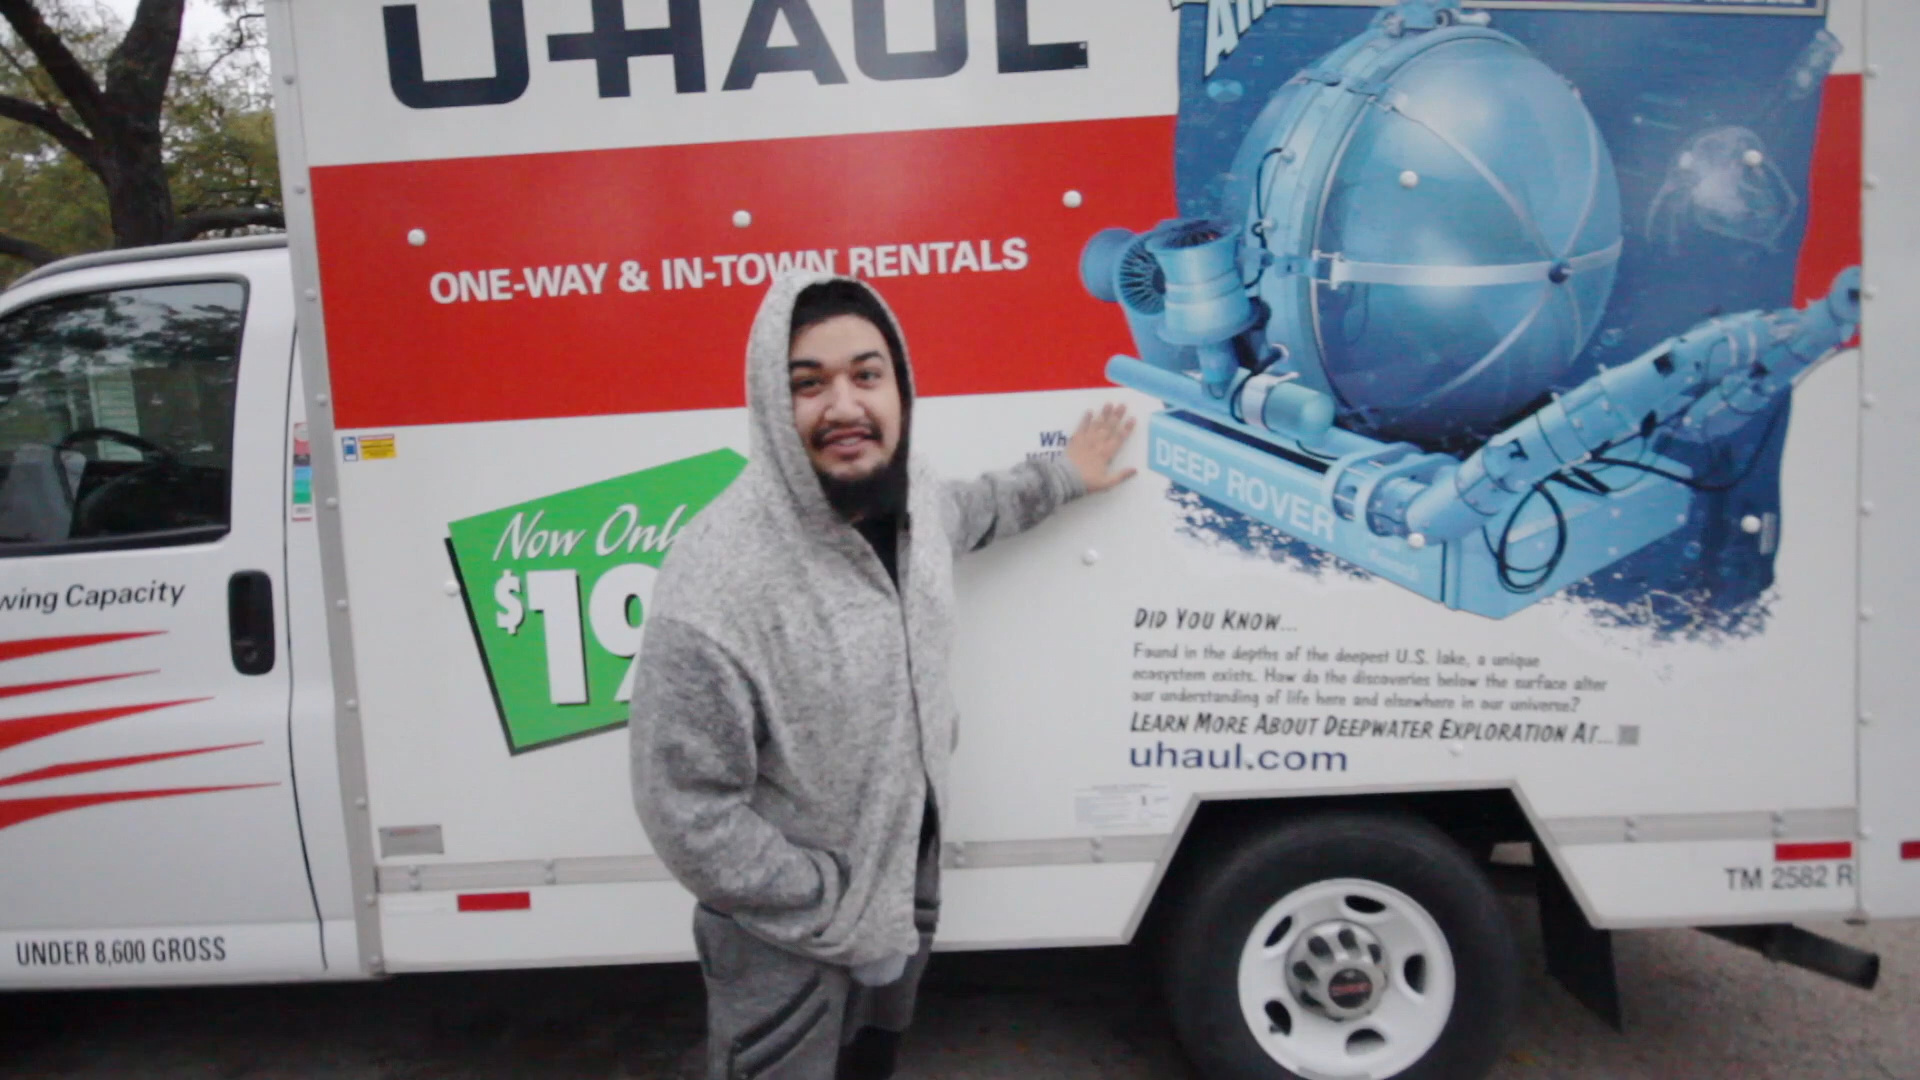 U-HAUL
ONE-WAY & IN-TOWN RENTALS
Now Onl
$19
DEEP ROVER
DID YOU KNOW...
Found in the depths of the deepest U.S. lake, a unique
ecosystem exists. How do the discoveries below the surface alter
our understanding of life here and elsewhere in our universe?
LEARN MORE ABOUT DEEPWATER EXPLORATION AT...
uhaul.com
wing Capacity
UNDER 8,600 GROSS
TM 2582 R